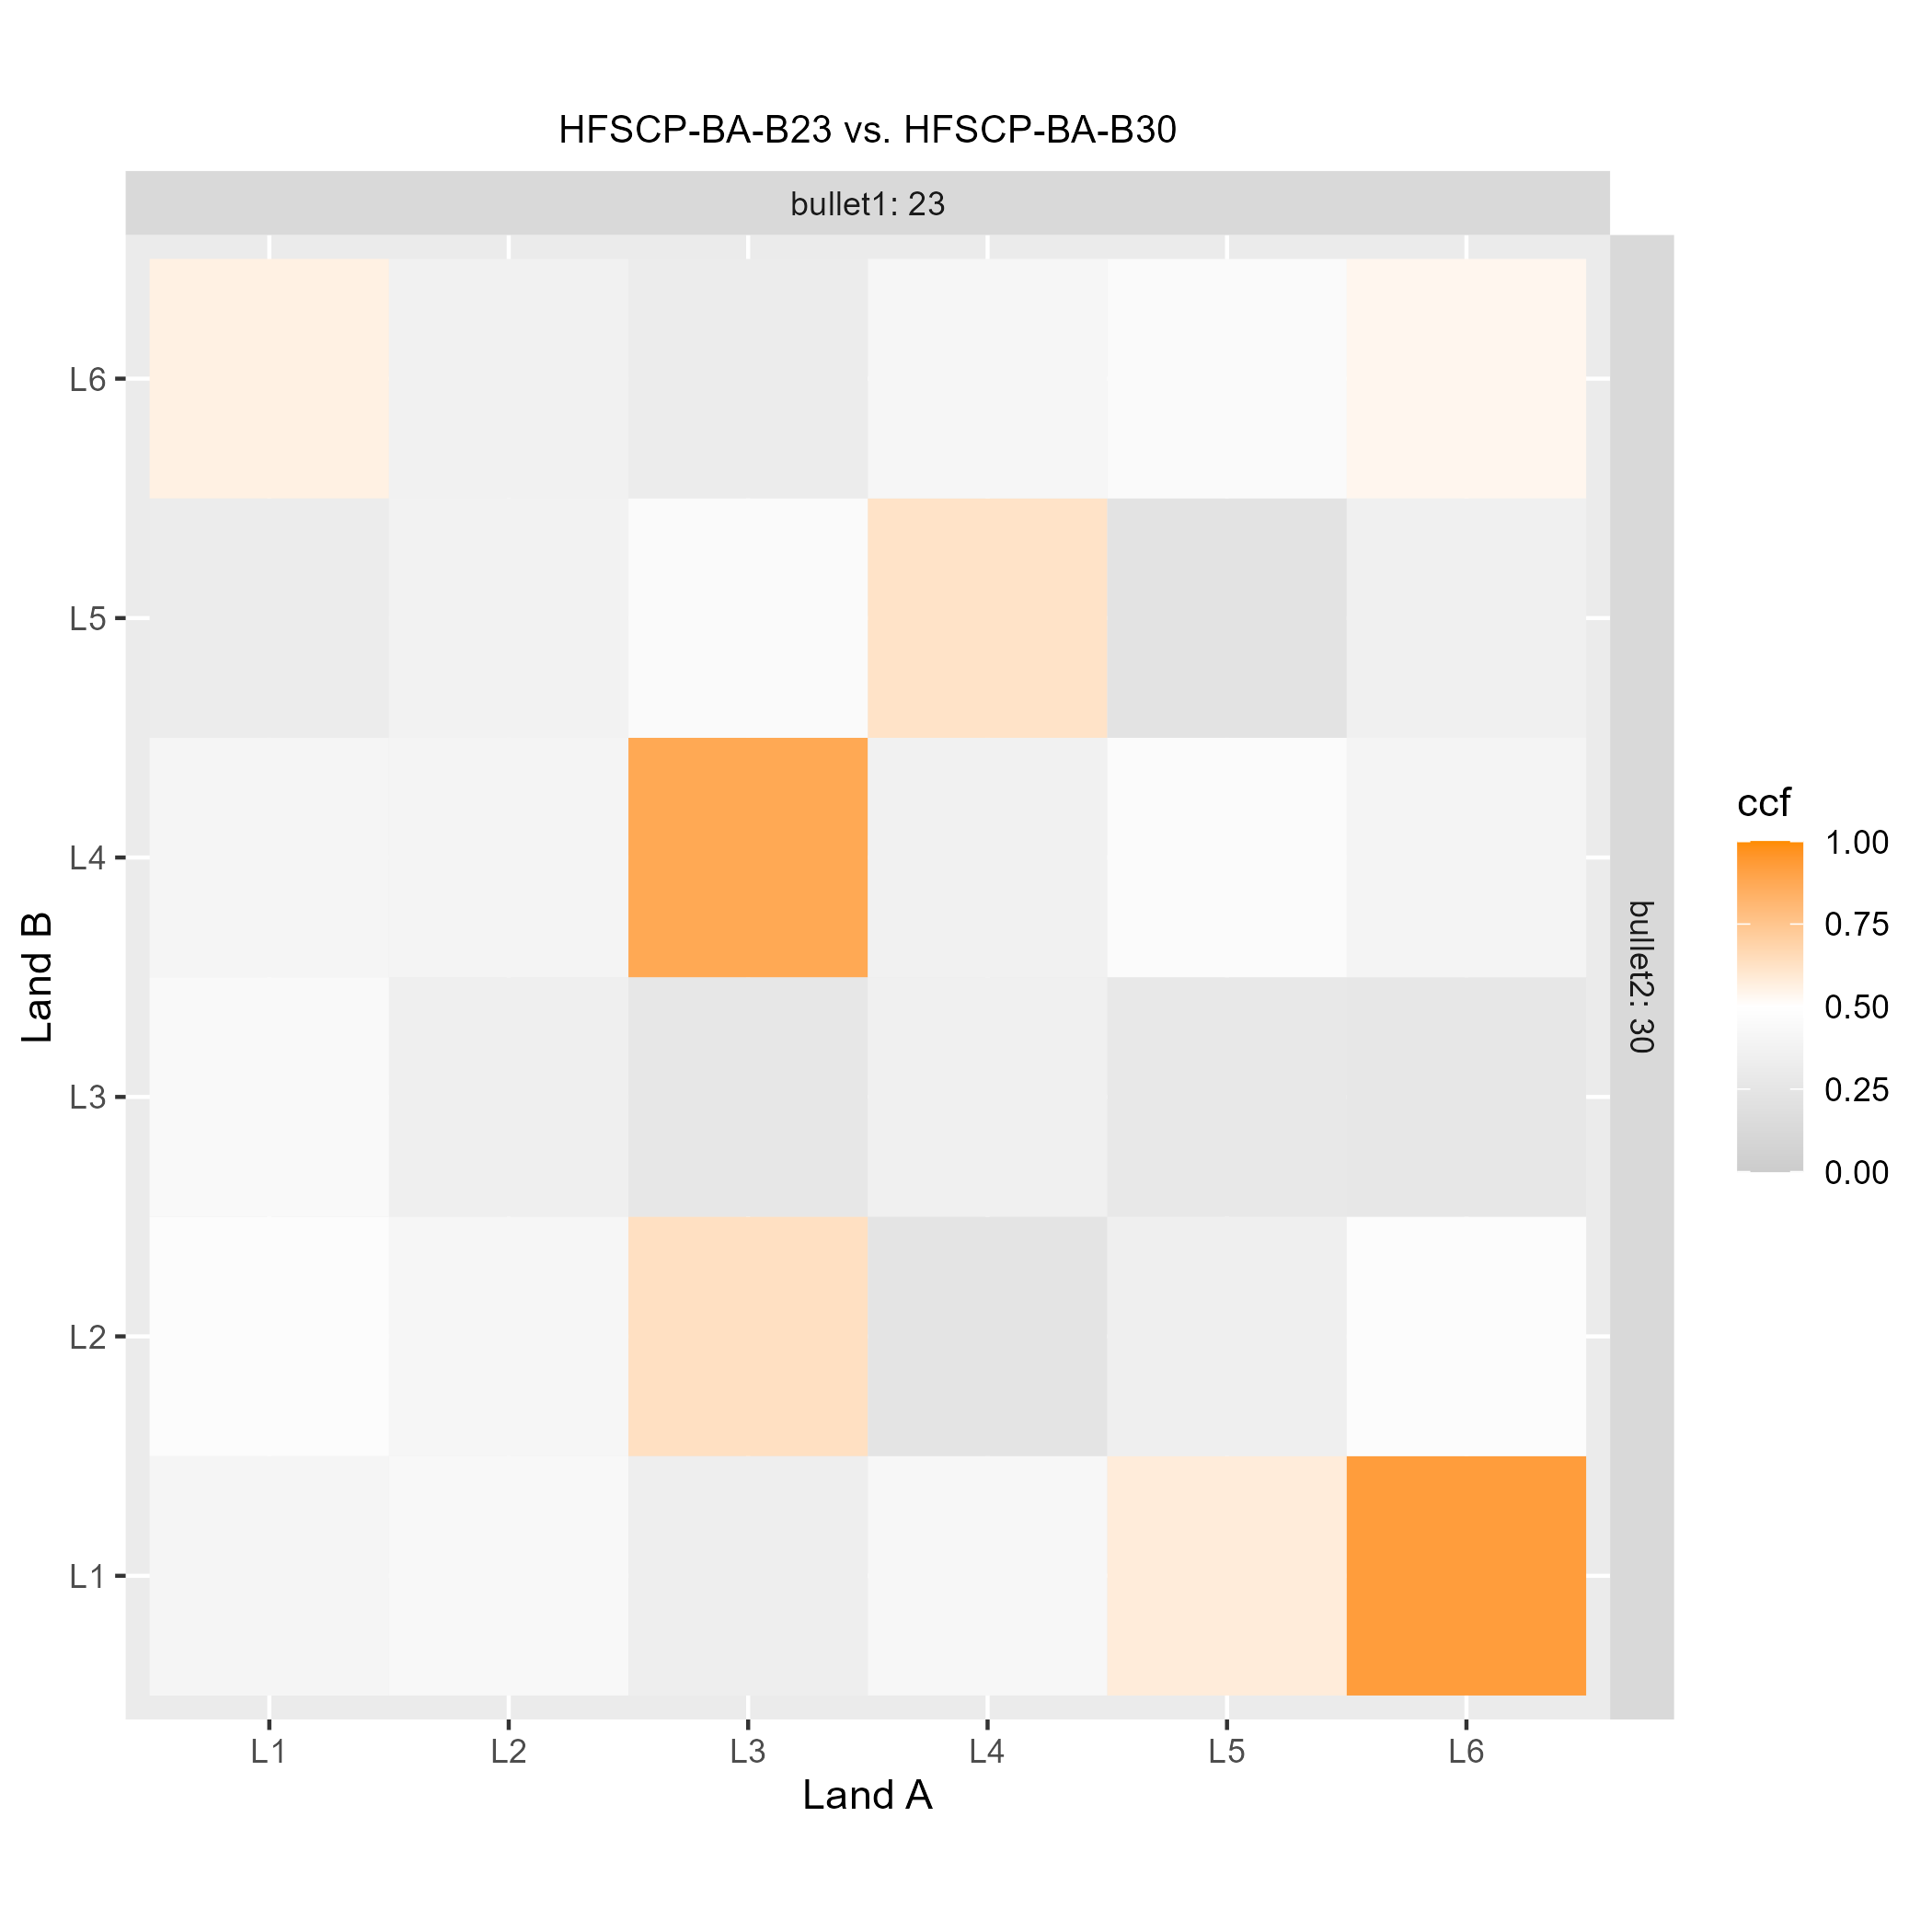 HFSCP-BA-B23 vs. HFSCP-BA-B30
bullet1: 23
bullet2: 30
L6
L5
L4
L3
L2
L1
Land B
L1 L2 L3 L4 L5 L6
Land A
ccf
1.00
0.75
0.50
0.25
0.00